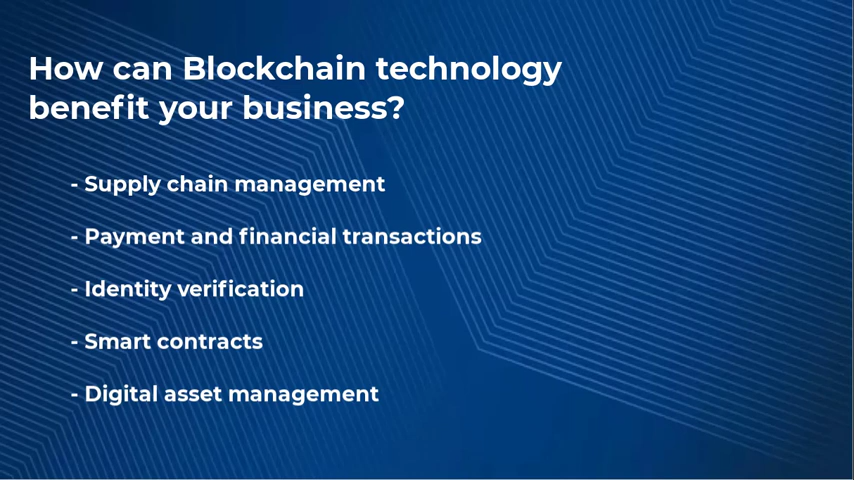 How can Blockchain technology
benefit your business?
- Supply chain management
- Payment and financial transactions
- Identity verification
- Smart contracts
- Digital asset management